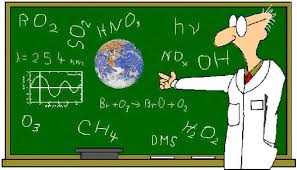 RO₂ SO₂ HNO₃ hν
λ = 254 nm NOₓ OH
Br + O₃ → BrO + O₂
O₃ CH₄ DMS H₂O₂